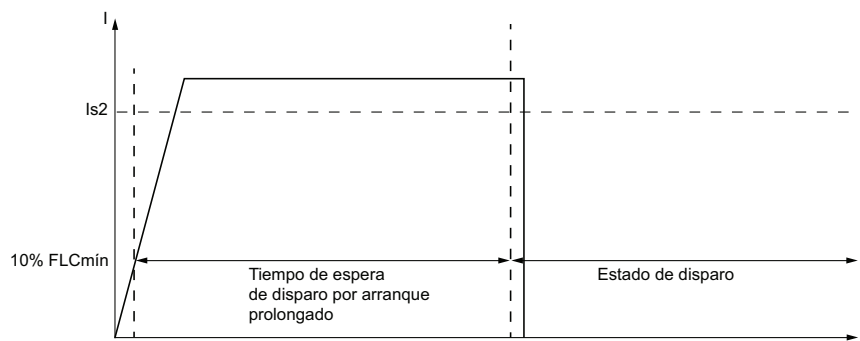 I
Is2
10% FLCmín
Tiempo de espera
de disparo por arranque
prolongado
Estado de disparo